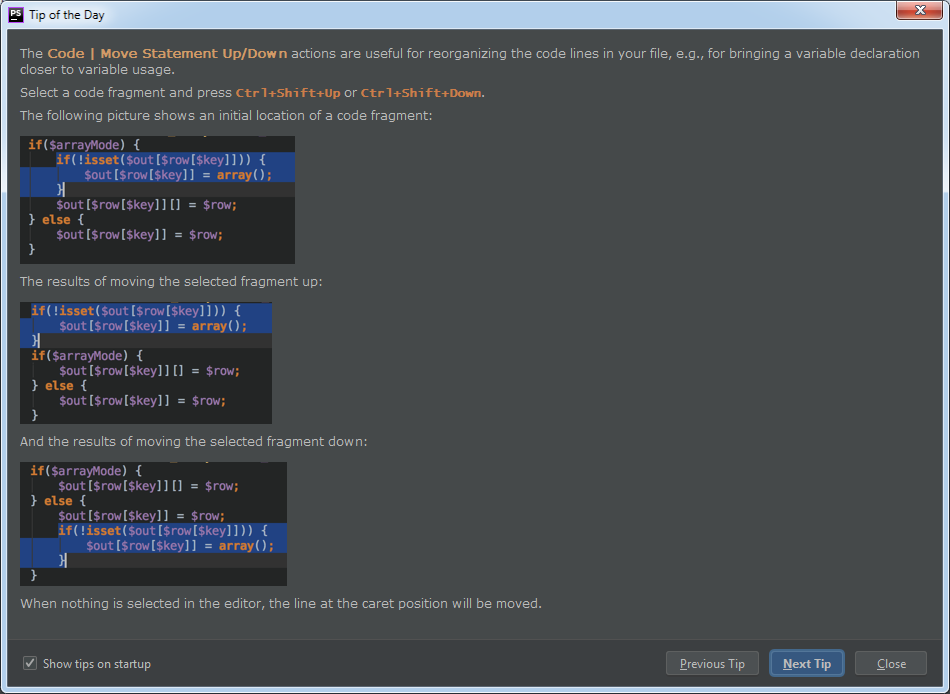 PS Tip of the Day
The Code | Move Statement Up/Down actions are useful for reorganizing the code lines in your file, e.g., for bringing a variable declaration
closer to variable usage.
Select a code fragment and press Ctrl+Shift+Up or Ctrl+Shift+Down.
The following picture shows an initial location of a code fragment:
if($arrayMode) {
if(!isset($out[$row[$key]])) {
$out[$row[$key]] = array();
}
$out[$row[$key]][] = $row;
} else {
$out[$row[$key]] = $row;
}
The results of moving the selected fragment up:
if(!isset($out[$row[$key]])) {
$out[$row[$key]] = array();
}
if($arrayMode) {
$out[$row[$key]][] = $row;
} else {
$out[$row[$key]] = $row;
}
And the results of moving the selected fragment down:
if($arrayMode) {
$out[$row[$key]][] = $row;
} else {
$out[$row[$key]] = $row;
if(!isset($out[$row[$key]])) {
$out[$row[$key]] = array();
}
}
When nothing is selected in the editor, the line at the caret position will be moved.
Show tips on startup
Previous Tip
Next Tip
Close